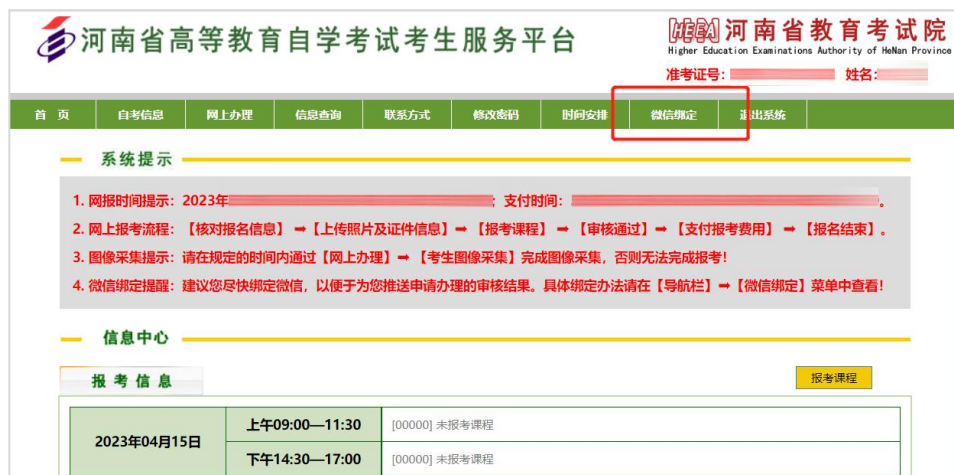 河南省高等教育自学考试考生服务平台
HEEA 河南省教育考试院
Higher Education Examinations Authority of HeNan Province
准考证号： 姓名:
首 页 自考信息 网上办理 信息查询 联系方式 修改密码 时间安排 微信绑定 退出系统
系统提示
1. 网报时间提示：2023年 ；支付时间： 。
2. 网上报考流程：【核对报名信息】➡【上传照片及证件信息】➡【报考课程】➡【审核通过】➡【支付报考费用】➡【报名结束】。
3. 图像采集提示：请在规定的时间内通过【网上办理】➡【考生图像采集】完成图像采集，否则无法完成报考！
4. 微信绑定提醒：建议您尽快绑定微信，以便于为您推送申请办理的审核结果。具体绑定办法请在【导航栏】➡【微信绑定】菜单中查看！
信息中心
报考信息 报考课程
2023年04月15日
上午09:00—11:30 [00000] 未报考课程
下午14:30—17:00 [00000] 未报考课程